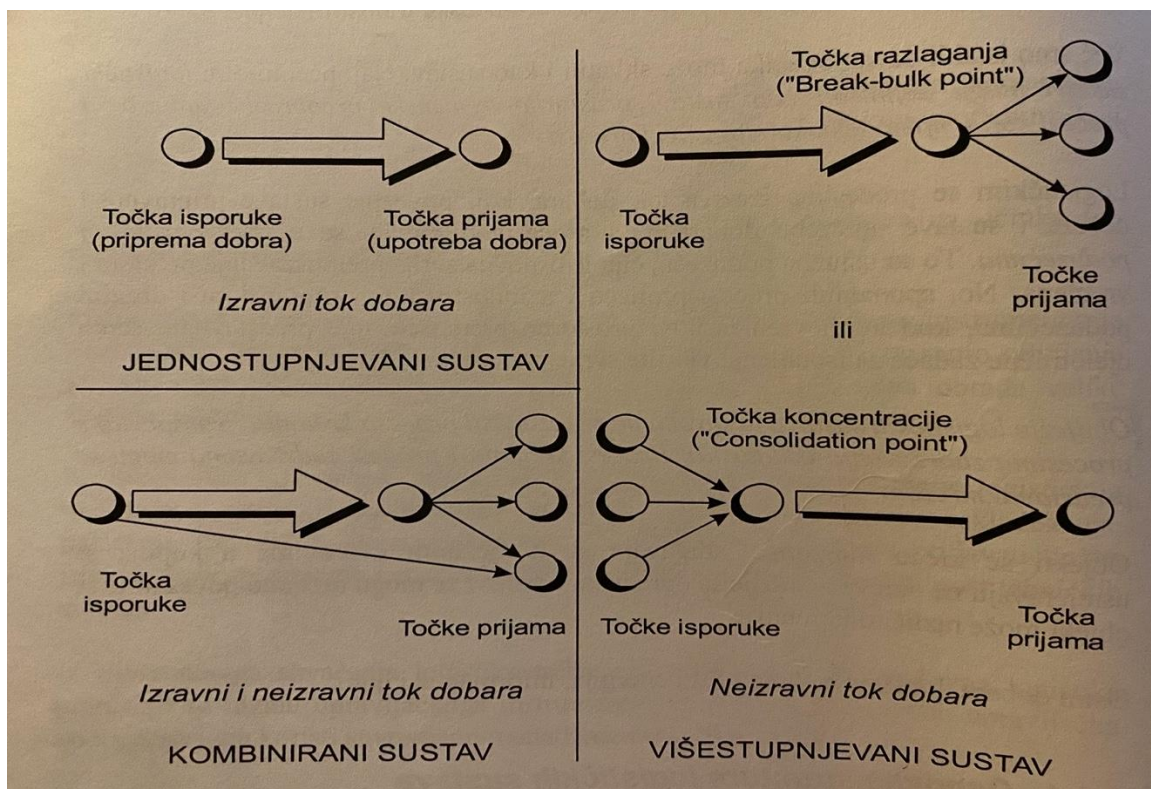 Točka isporuke
(priprema dobra)
Točka prijama
(upotreba dobra)
Izravni tok dobara
JEDNOSTUPNJEVANI SUSTAV
Točka razlaganja
("Break-bulk point")
Točka
isporuke
Točke
prijama
ili
Točka
isporuke
Točke prijama
Izravni i neizravni tok dobara
KOMBINIRANI SUSTAV
Točka koncentracije
("Consolidation point")
Točke isporuke
Točka
prijama
Neizravni tok dobara
VIŠESTUPNJEVANI SUSTAV